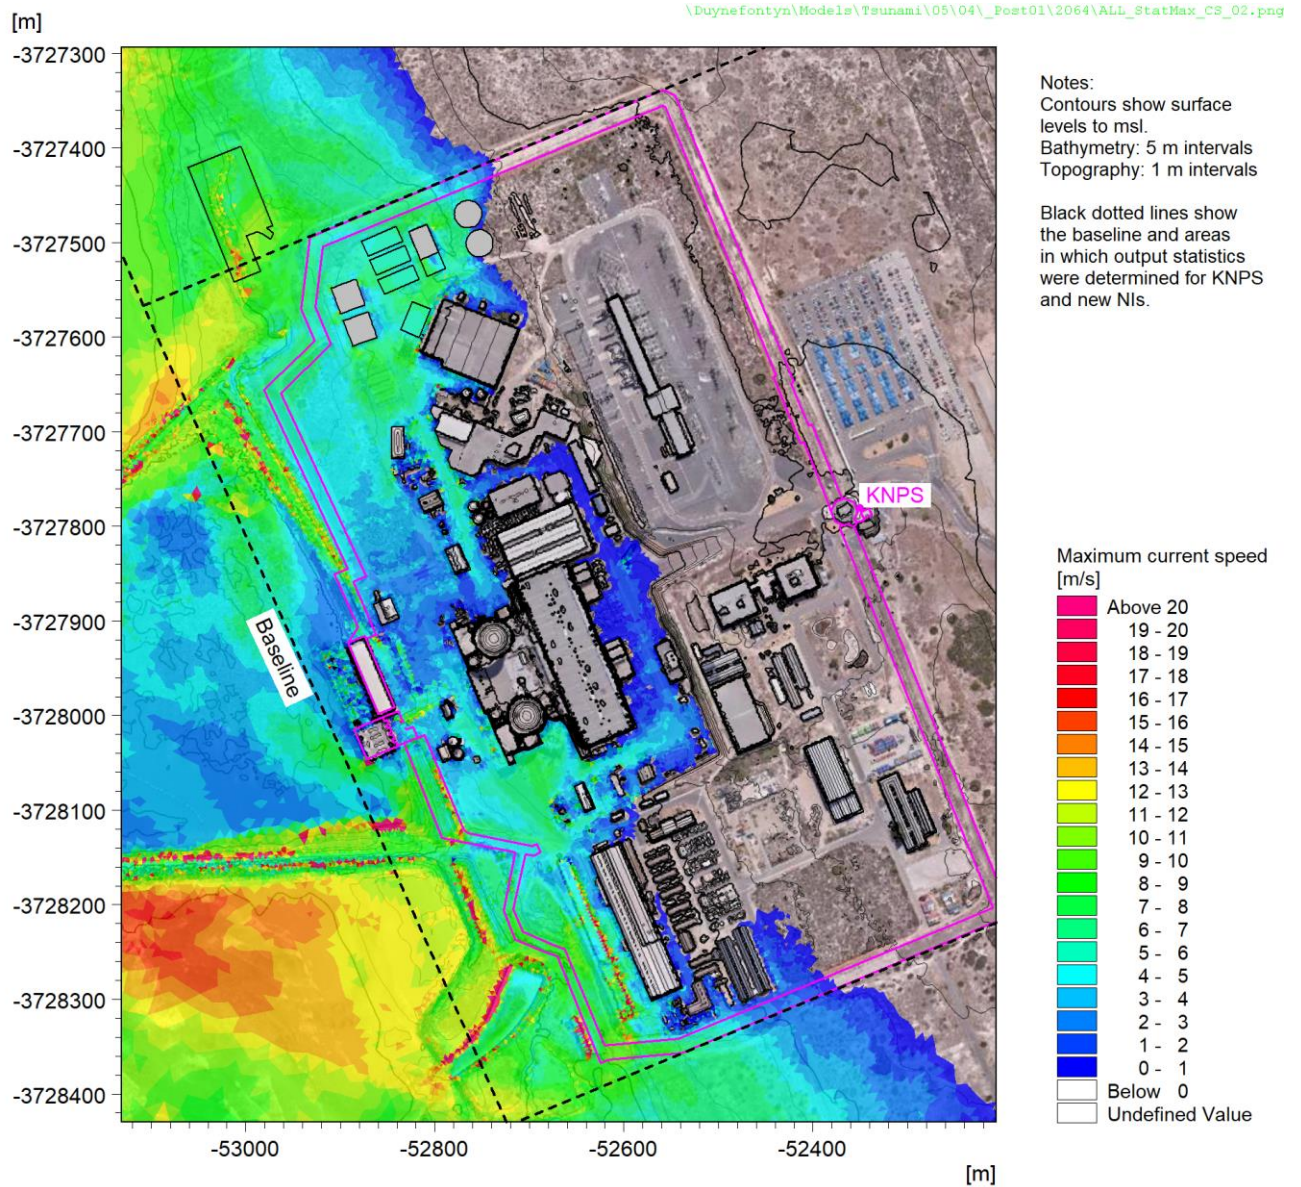 \Duynefontyn\Models\Tsunami\05\04\_Post01\2064\ALL_StatMax_CS_02.png
[m]
-3727300
-3727400
-3727500
-3727600
-3727700
-3727800
-3727900
-3728000
-3728100
-3728200
-3728300
-3728400
-53000
-52800
-52600
-52400
[m]
Baseline
KNPS
Notes:
Contours show surface
levels to msl.
Bathymetry: 5 m intervals
Topography: 1 m intervals
Black dotted lines show
the baseline and areas
in which output statistics
were determined for KNPS
and new NIs.
Maximum current speed
[m/s]
Above 20
19 - 20
18 - 19
17 - 18
16 - 17
15 - 16
14 - 15
13 - 14
12 - 13
11 - 12
10 - 11
9 - 10
8 - 9
7 - 8
6 - 7
5 - 6
4 - 5
3 - 4
2 - 3
1 - 2
0 - 1
Below 0
Undefined Value